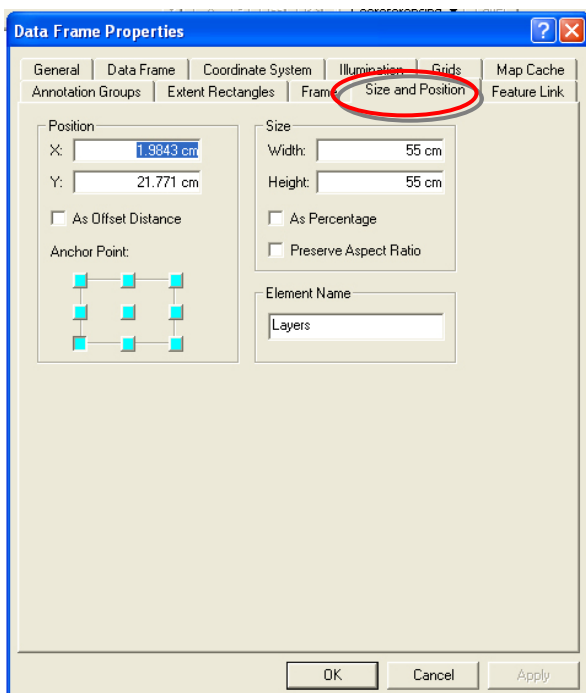 Data Frame Properties
General Data Frame Coordinate System Illumination Grids Map Cache
Annotation Groups Extent Rectangles Frame Size and Position Feature Link
Position
X: 1.9843 cm
Y: 21.771 cm
As Offset Distance
Anchor Point:
Size
Width: 55 cm
Height: 55 cm
As Percentage
Preserve Aspect Ratio
Element Name
Layers
OK Cancel Apply